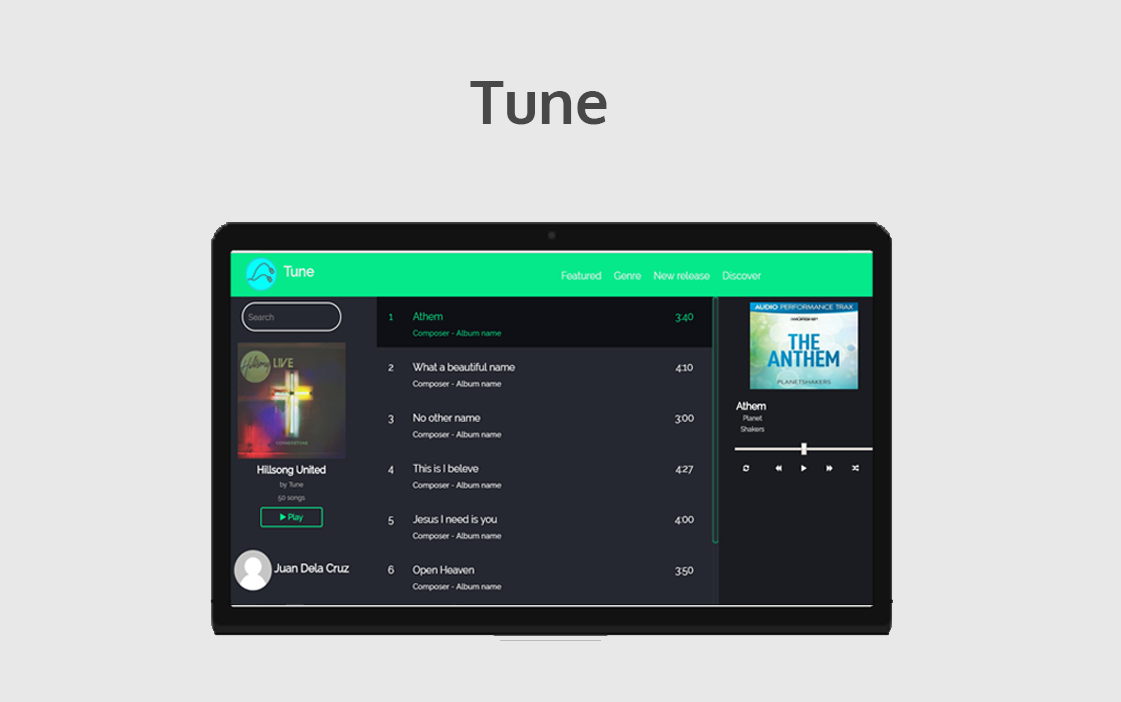 Tune
Tune
Featured Genre New release Discover
Search
Hillsong
LIVE
CORNERSTONE
Hillsong United
by Tune
50 songs
Play
Juan Dela Cruz
1 Athem 3:40
Composer - Album name
2 What a beautiful name 4:10
Composer - Album name
3 No other name 3:00
Composer - Album name
4 This is I beleve 4:27
Composer - Album name
5 Jesus I need is you 4:00
Composer - Album name
6 Open Heaven 3:50
Composer - Album name
AUDIO PERFORMANCE TRAX
THE
ANTHEM
PLANETSHAKERS
Athem
Planet
Shakers